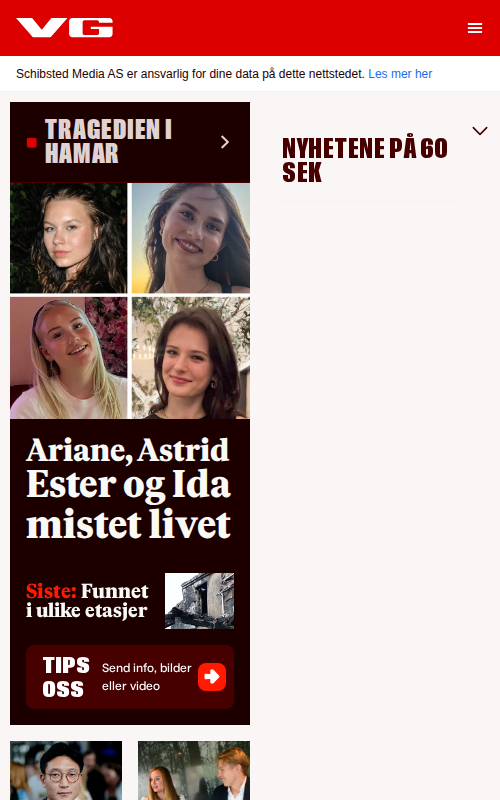 VG
Schibsted Media AS er ansvarlig for dine data på dette nettstedet. Les mer her
TRAGEDIEN I
HAMAR
Ariane, Astrid
Ester og Ida
mistet livet
Siste: Funnet
i ulike etasjer
TIPS
OSS
Send info, bilder
eller video
NYHETENE PÅ 60
SEK